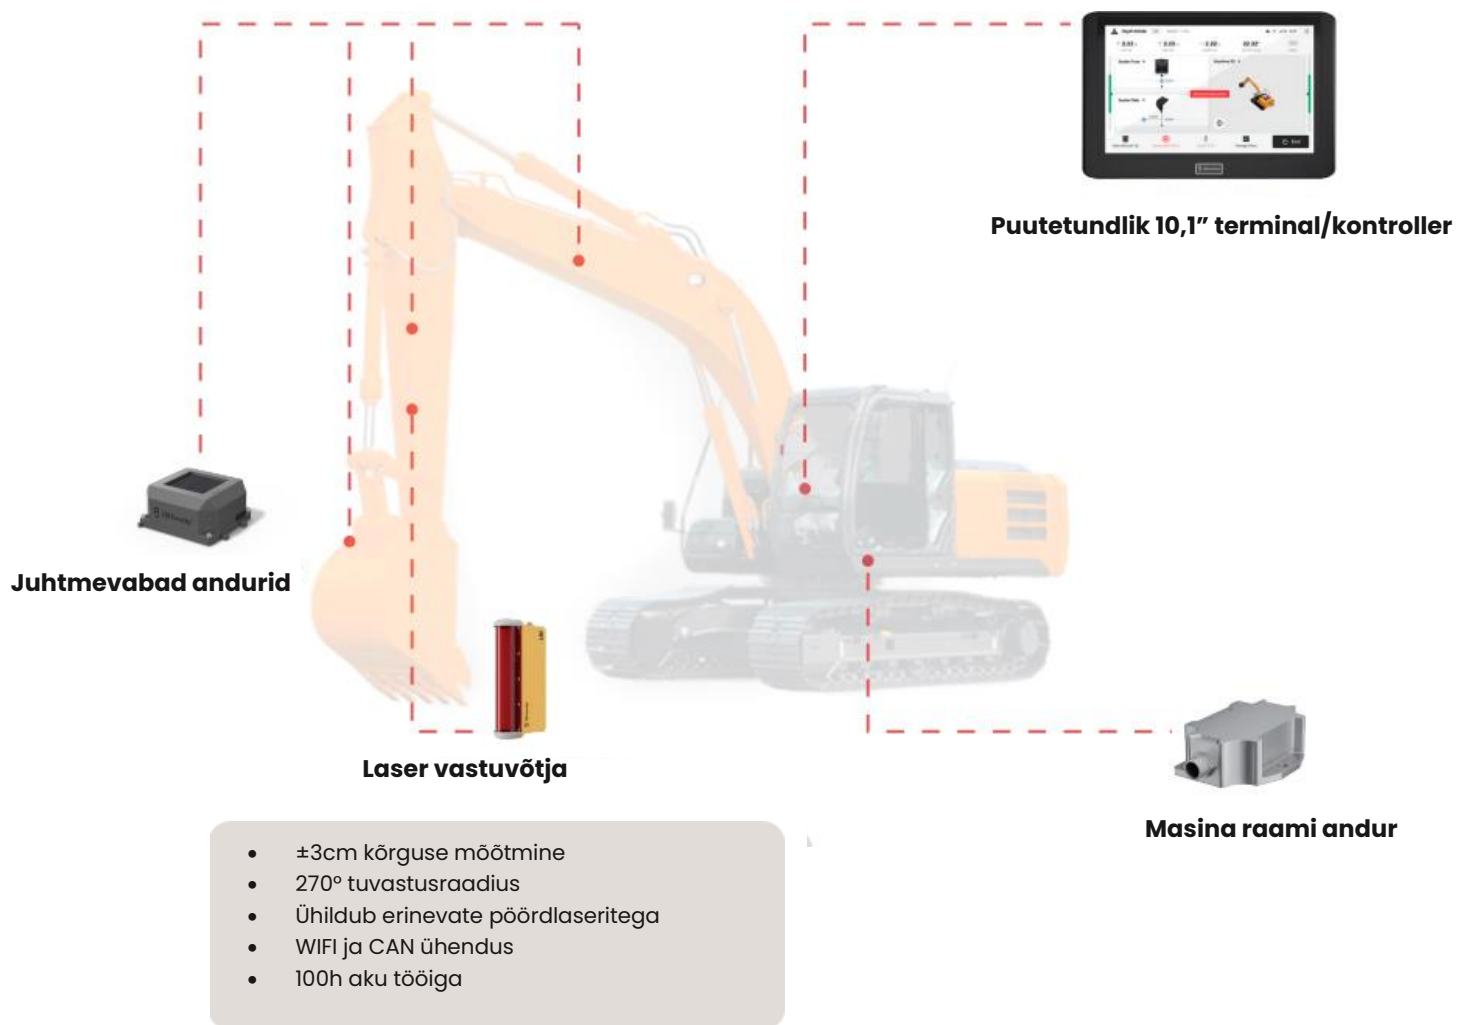 Puutetundlik 10,1” terminal/kontroller
Juhtmevabad andurid
Laser vastuvõtja
Masina raami andur
• ±3cm kõrguse mõõtmine
• 270° tuvastusraadius
• Ühildub erinevate pöördlaseritega
• WIFI ja CAN ühendus
• 100h aku tööiga